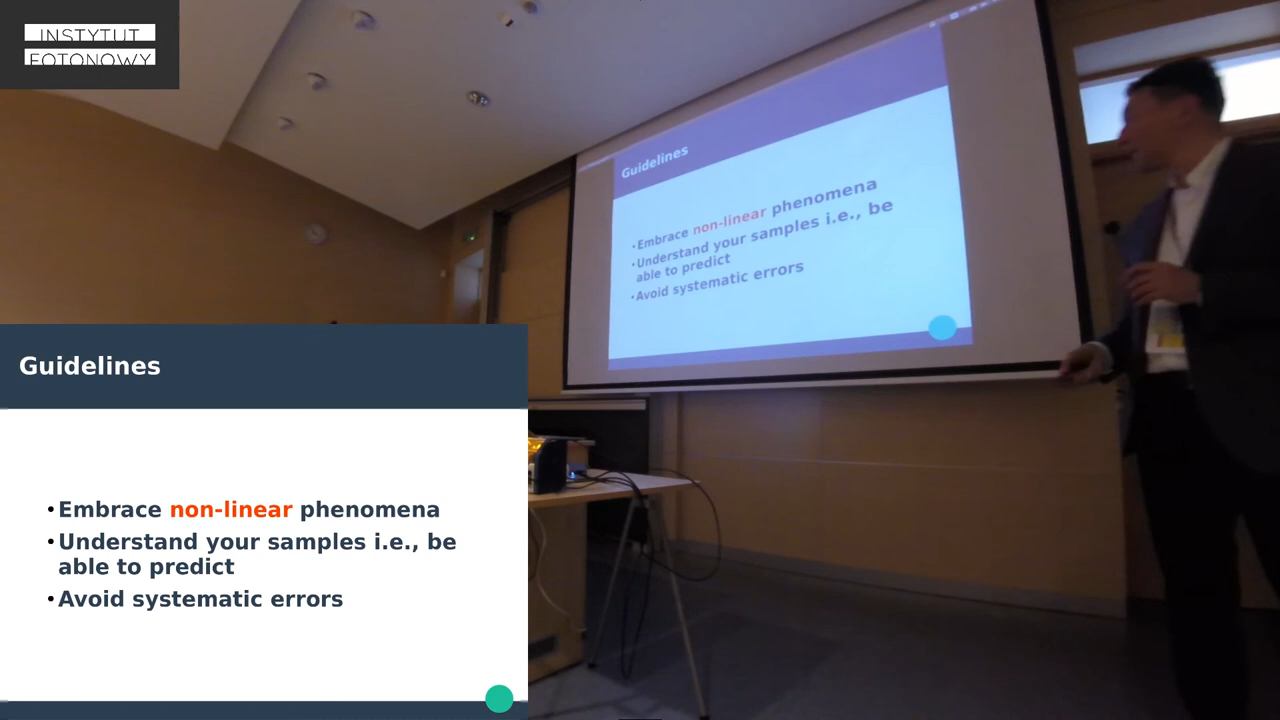 INSTYTUT
FOTONOWY
Guidelines
•Embrace non-linear phenomena
•Understand your samples i.e., be
able to predict
•Avoid systematic errors
Guidelines
•Embrace non-linear phenomena
•Understand your samples i.e., be
able to predict
•Avoid systematic errors